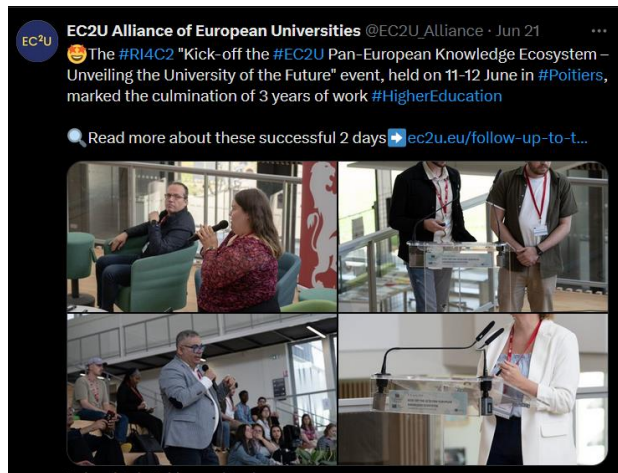 EC2U
EC2U Alliance of European Universities @EC2U_Alliance · Jun 21 ...
The #RI4C2 "Kick-off the #EC2U Pan-European Knowledge Ecosystem –
Unveiling the University of the Future" event, held on 11-12 June in #Poitiers,
marked the culmination of 3 years of work #HigherEducation
Read more about these successful 2 days ec2u.eu/follow-up-to-t...